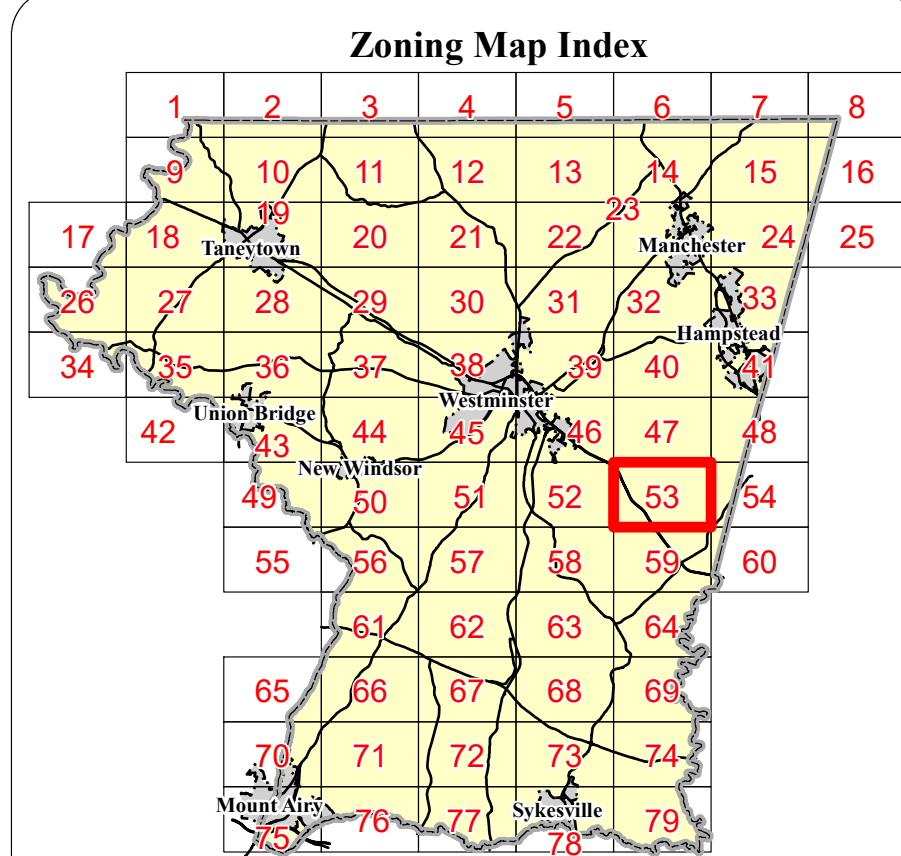 Zoning Map Index
1 2 3 4 5 6 7 8
9 10 11 12 13 14 15 16
17 18 19 20 21 22 23 24 25
Taneytown Manchester
26 27 28 29 30 31 32 33
Hampstead
34 35 36 37 38 39 40 41
Westminster
Union Bridge
42 43 44 45 46 47 48
New Windsor
49 50 51 52 53 54
55 56 57 58 59 60
61 62 63 64
65 66 67 68 69
70 71 72 73 74
Mount Airy Sykesville
75 76 77 78 79